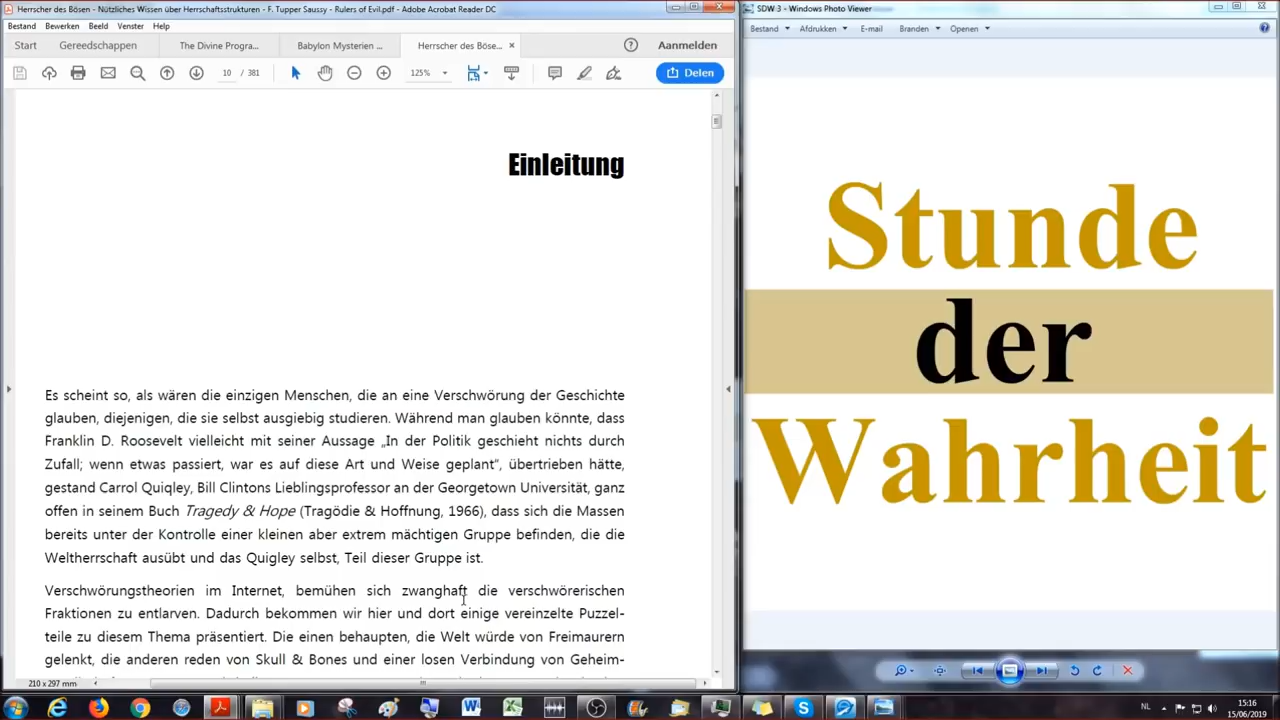 Herrscher des Bösen - Nützliches Wissen über Herrschaftsstrukturen - F. Tupper Saussy - Rulers of Evil.pdf - Adobe Acrobat Reader DC
Bestand Bewerken Beeld Venster Help
Start Gereedschappen The Divine Progra... Babylon Mysterien ... Herrscher des Böse... × Aanmelden
10 / 381 125% Delen
Einleitung
Es scheint so, als wären die einzigen Menschen, die an eine Verschwörung der Geschichte
glauben, diejenigen, die sie selbst ausgiebig studieren. Während man glauben könnte, dass
Franklin D. Roosevelt vielleicht mit seiner Aussage „In der Politik geschieht nichts durch
Zufall; wenn etwas passiert, war es auf diese Art und Weise geplant“, übertrieben hätte,
gestand Carrol Quiqley, Bill Clintons Lieblingsprofessor an der Georgetown Universität, ganz
offen in seinem Buch Tragedy & Hope (Tragödie & Hoffnung, 1966), dass sich die Massen
bereits unter der Kontrolle einer kleinen aber extrem mächtigen Gruppe befinden, die die
Weltherrschaft ausübt und das Quigley selbst, Teil dieser Gruppe ist.
Verschwörungstheorien im Internet, bemühen sich zwanghaft die verschwörerischen
Fraktionen zu entlarven. Dadurch bekommen wir hier und dort einige vereinzelte Puzzel-
teile zu diesem Thema präsentiert. Die einen behaupten, die Welt würde von Freimaurern
gelenkt, die anderen reden von Skull & Bones und einer losen Verbindung von Geheim-
210 x 297 mm
SDW 3 - Windows Photo Viewer
Bestand Afdrukken E-mail Branden Openen
Stunde
der
Wahrheit
NL 15:16
15/06/2019